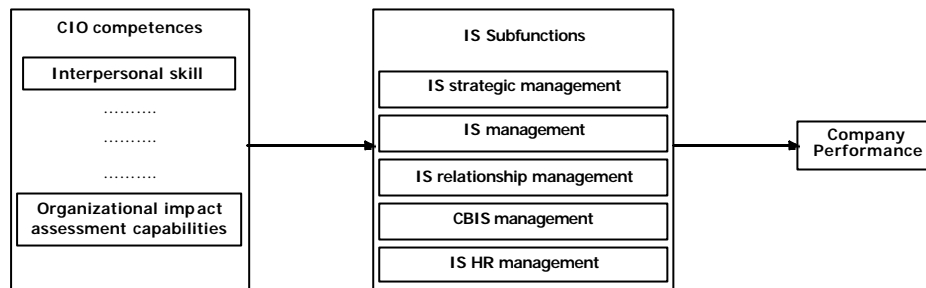 CIO competences
Interpersonal skill
……….
……….
……….
Organizational impact
assessment capabilities
IS Subfunctions
IS strategic management
IS management
IS relationship management
CBIS management
IS HR management
Company
Performance